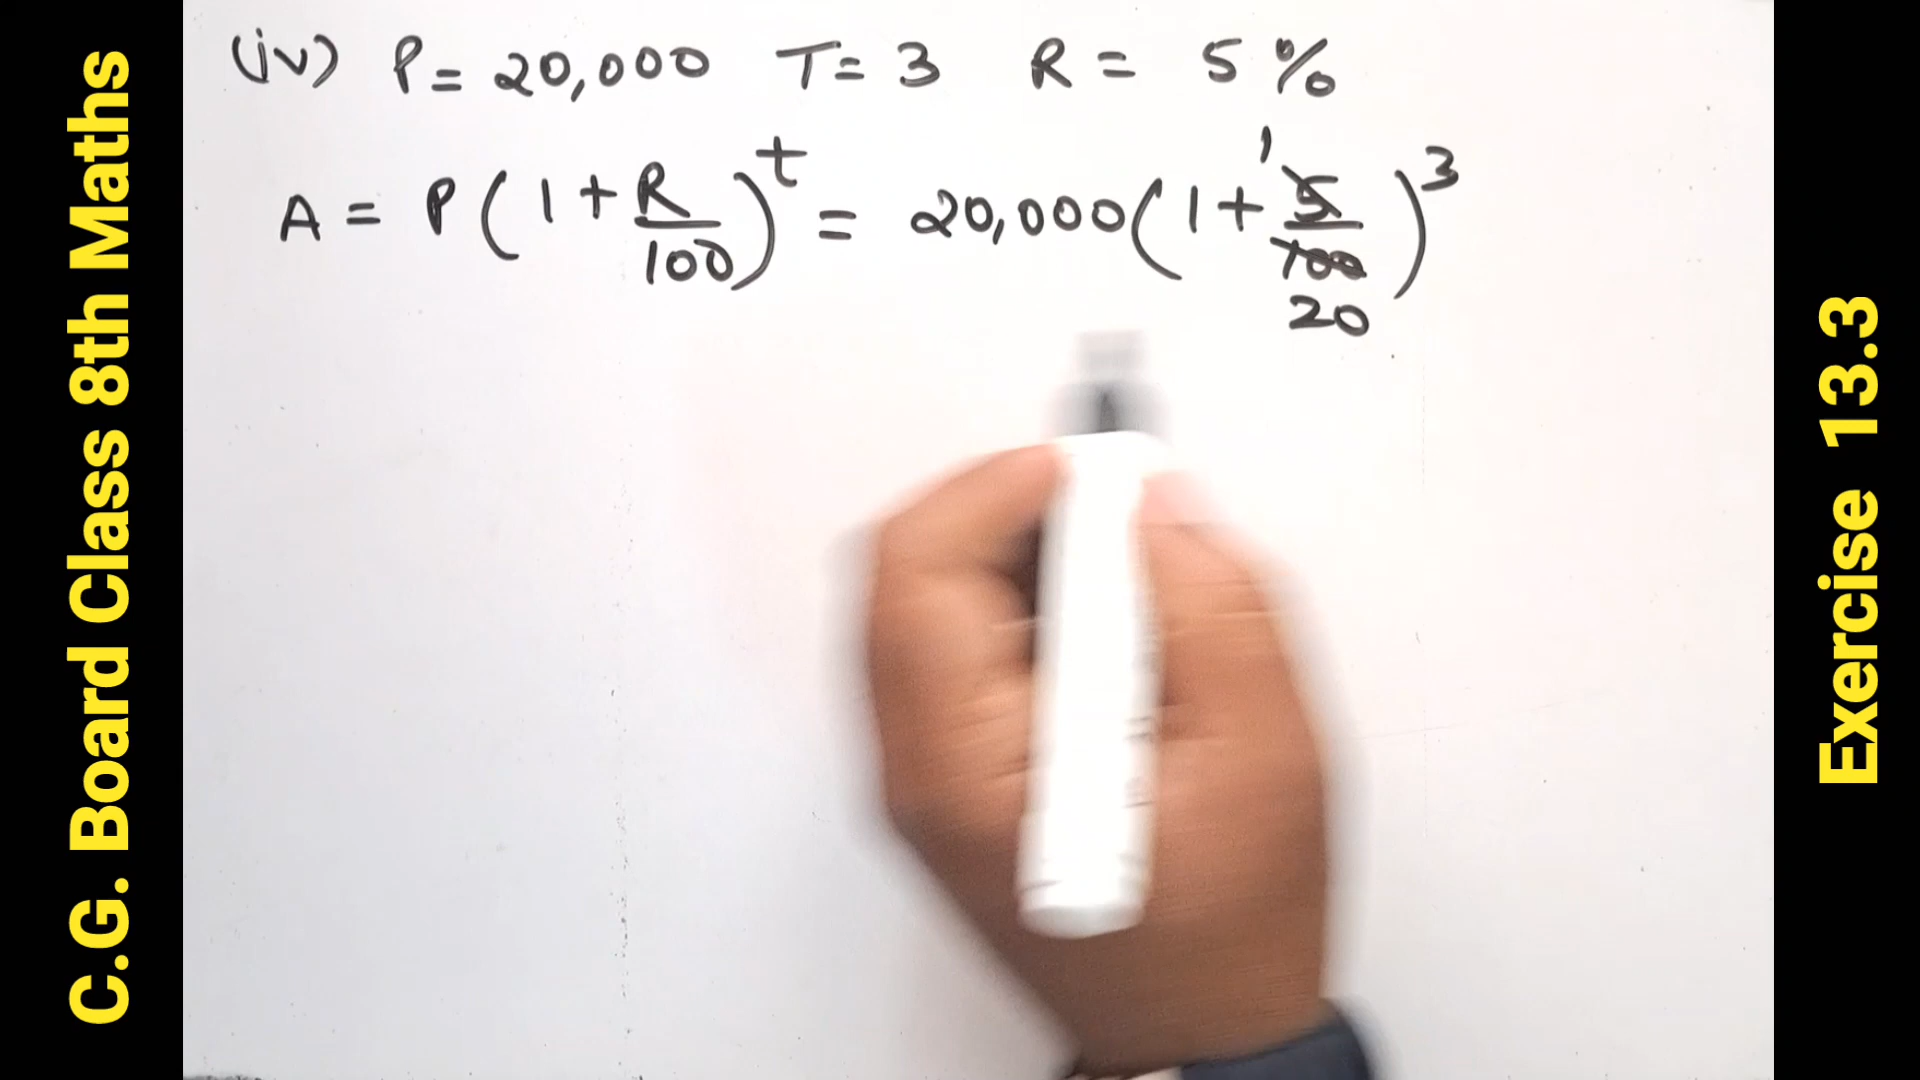 C.G. Board Class 8th Maths
(iv) P = 20,000 T = 3 R = 5 %
A = P ( 1 + R/100 )^t = 20,000 ( 1 + 5/100 )^3
1
20
Exercise 13.3